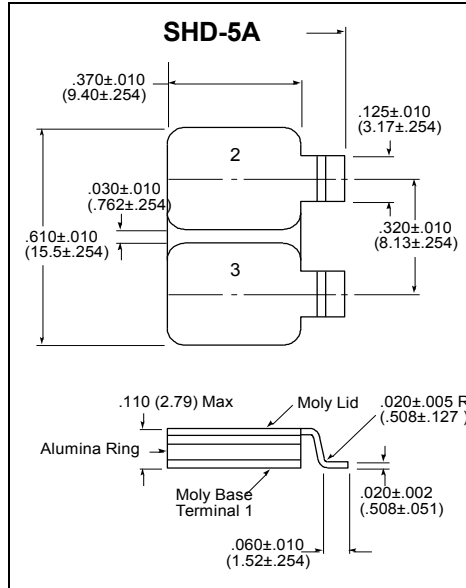 SHD-5A
.370±.010
(9.40±.254)
.125±.010
(3.17±.254)
2
.030±.010
(.762±.254)
.320±.010
(8.13±.254)
.610±.010
(15.5±.254)
3
.110 (2.79) Max
Moly Lid
.020±.005 R
(.508±.127 )
Alumina Ring
Moly Base
Terminal 1
.020±.002
(.508±.051)
.060±.010
(1.52±.254)